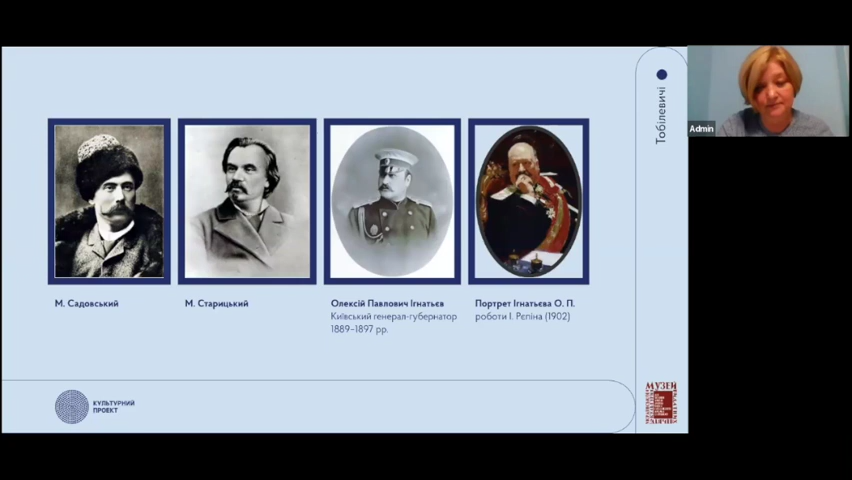 Admin
Тобілевичі
М. Садовський
М. Старицький
Олексій Павлович Ігнатьєв
Київський генерал-губернатор
1889–1897 рр.
Портрет Ігнатьєва О. П.
роботи І. Рєпіна (1902)
КУЛЬТУРНИЙ
ПРОЕКТ
МУЗЕЙ